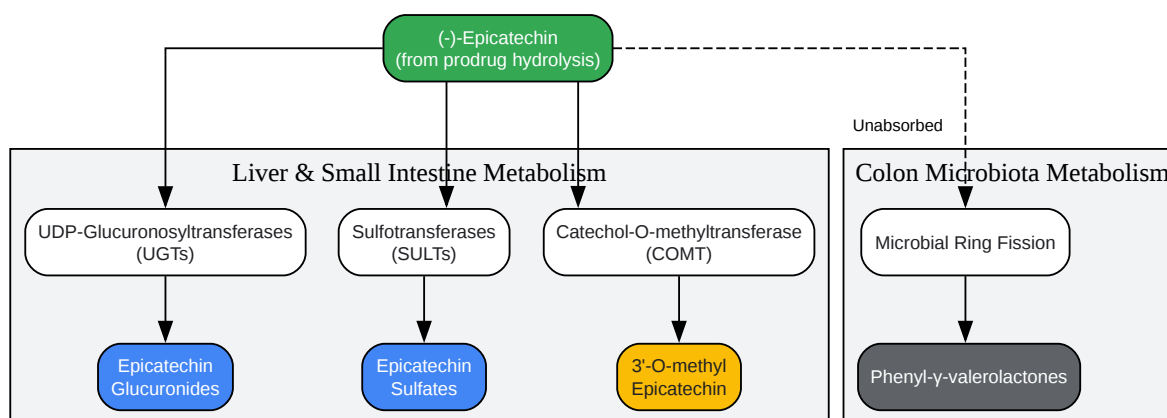 (-)-Epicatechin
(from prodrug hydrolysis)
Unabsorbed
Liver & Small Intestine Metabolism
Colon Microbiota Metabolism
UDP-Glucuronosyltransferases
(UGTs)
Sulfotransferases
(SULTs)
Catechol-O-methyltransferase
(COMT)
Microbial Ring Fission
Epicatechin
Glucuronides
Epicatechin
Sulfates
3'-O-methyl
Epicatechin
Phenyl-γ-valerolactones